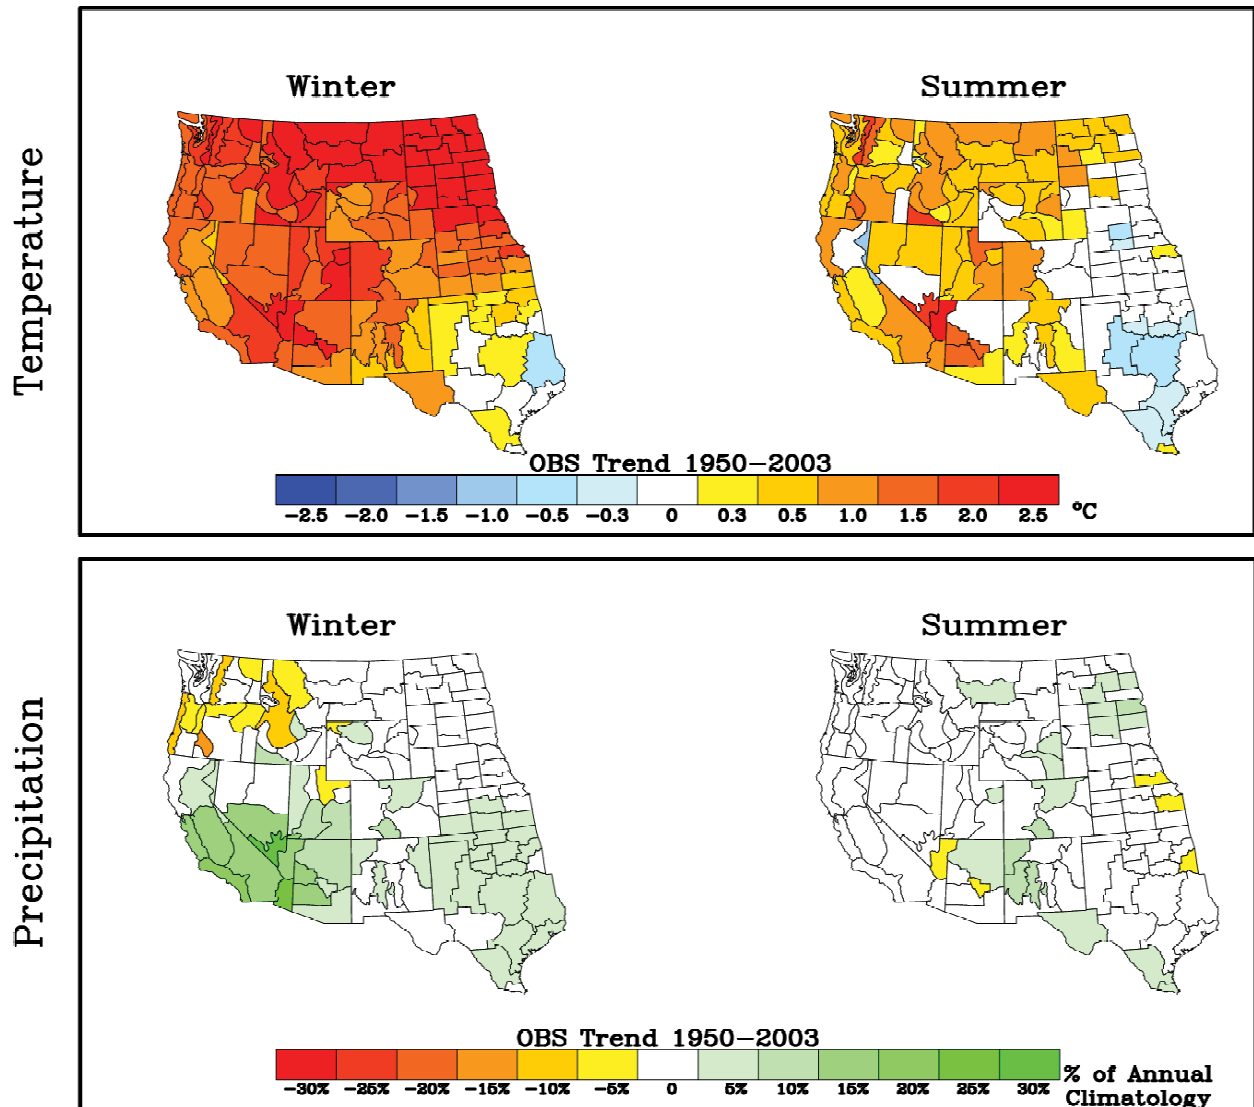 Temperature
Winter
Summer
OBS Trend 1950−2003
−2.5 −2.0 −1.5 −1.0 −0.5 −0.3 0 0.3 0.5 1.0 1.5 2.0 2.5 °C
Precipitation
Winter
Summer
OBS Trend 1950−2003
−30% −25% −20% −15% −10% −5% 0 5% 10% 15% 20% 25% 30% % of Annual
Climatology